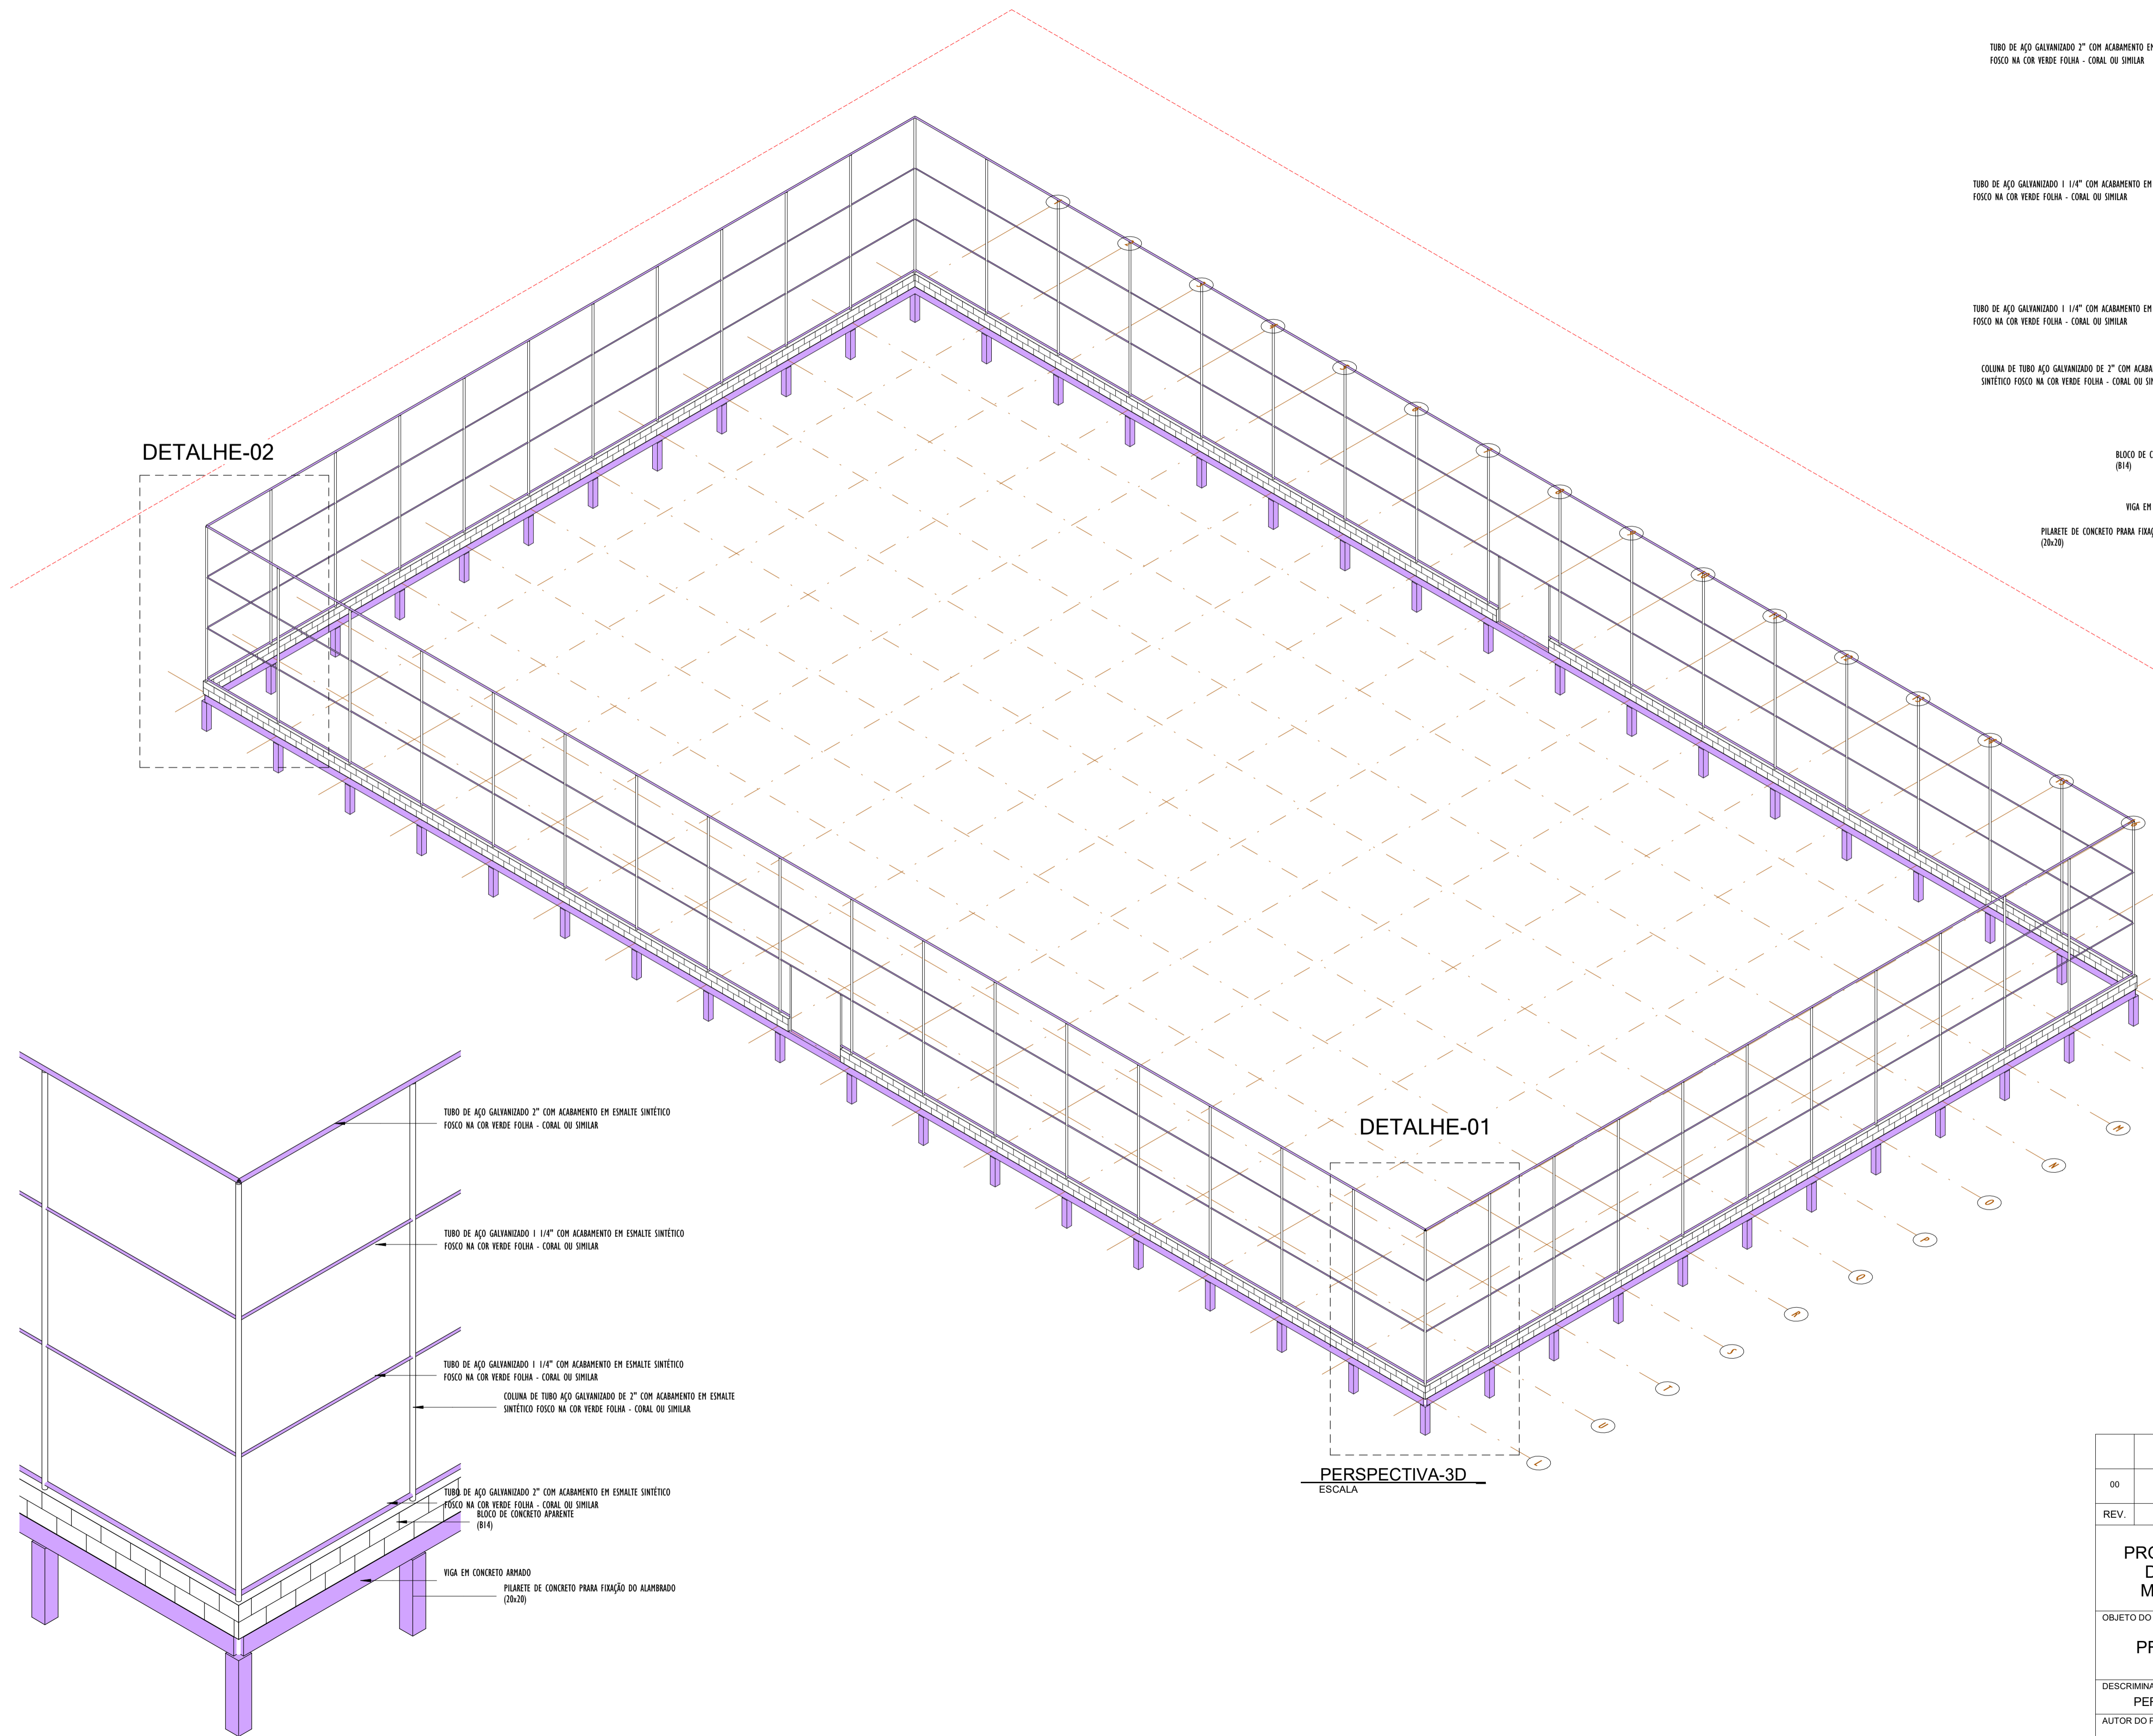 TUBO DE AÇO GALVANIZADO 2" COM ACABAMENTO EM
FOSCO NA COR VERDE FOLHA - CORAL OU SIMILAR
TUBO DE AÇO GALVANIZADO 1 1/4" COM ACABAMENTO EM
FOSCO NA COR VERDE FOLHA - CORAL OU SIMILAR
TUBO DE AÇO GALVANIZADO 1 1/4" COM ACABAMENTO EM
FOSCO NA COR VERDE FOLHA - CORAL OU SIMILAR
COLUNA DE TUBO AÇO GALVANIZADO DE 2" COM
SINTÉTICO FOSCO NA COR VERDE FOLHA - CORAL OU
BLOCO DE
(B14)
VIGA EM
PILARETE DE CONCRETO PRARA
(20x20)
DETALHE-02
DETALHE-01
TUBO DE AÇO GALVANIZADO 2" COM ACABAMENTO EM ESMALTE SINTÉTICO
FOSCO NA COR VERDE FOLHA - CORAL OU SIMILAR
TUBO DE AÇO GALVANIZADO 1 1/4" COM ACABAMENTO EM ESMALTE SINTÉTICO
FOSCO NA COR VERDE FOLHA - CORAL OU SIMILAR
TUBO DE AÇO GALVANIZADO 1 1/4" COM ACABAMENTO EM ESMALTE SINTÉTICO
FOSCO NA COR VERDE FOLHA - CORAL OU SIMILAR
COLUNA DE TUBO AÇO GALVANIZADO DE 2" COM ACABAMENTO EM ESMALTE
SINTÉTICO FOSCO NA COR VERDE FOLHA - CORAL OU SIMILAR
TUBO DE AÇO GALVANIZADO 2" COM ACABAMENTO EM ESMALTE SINTÉTICO
FOSCO NA COR VERDE FOLHA - CORAL OU SIMILAR
BLOCO DE CONCRETO APARENTE
(B14)
VIGA EM CONCRETO ARMADO
PILARETE DE CONCRETO PRARA FIXAÇÃO DO ALAMBRADO
(20x20)
M
N
O
P
Q
R
S
T
U
L
PERSPECTIVA-3D
ESCALA
00
REV.
OBJETO DO
AUTOR DO